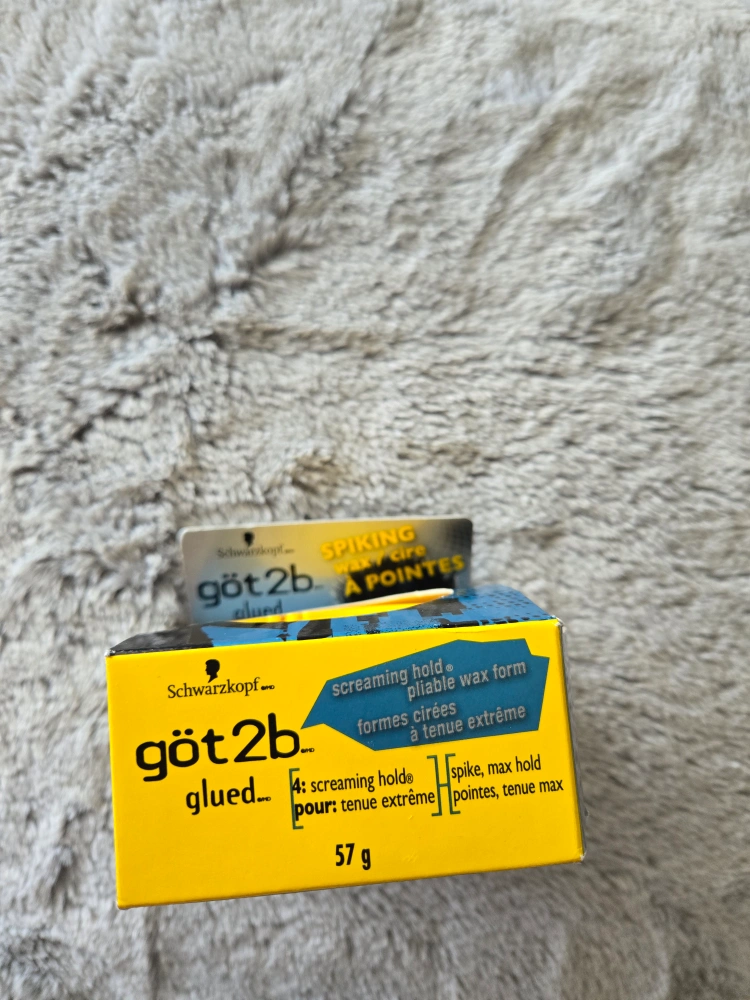 Schwarzkopf
SPIKING
wax / cire
À POINTES
göt2b
glued
Schwarzkopf
screaming hold®
pliable wax form
formes cirées
à tenue extrême
göt2b
glued
4: screaming hold®
pour: tenue extrême
spike, max hold
pointes, tenue max
57 g